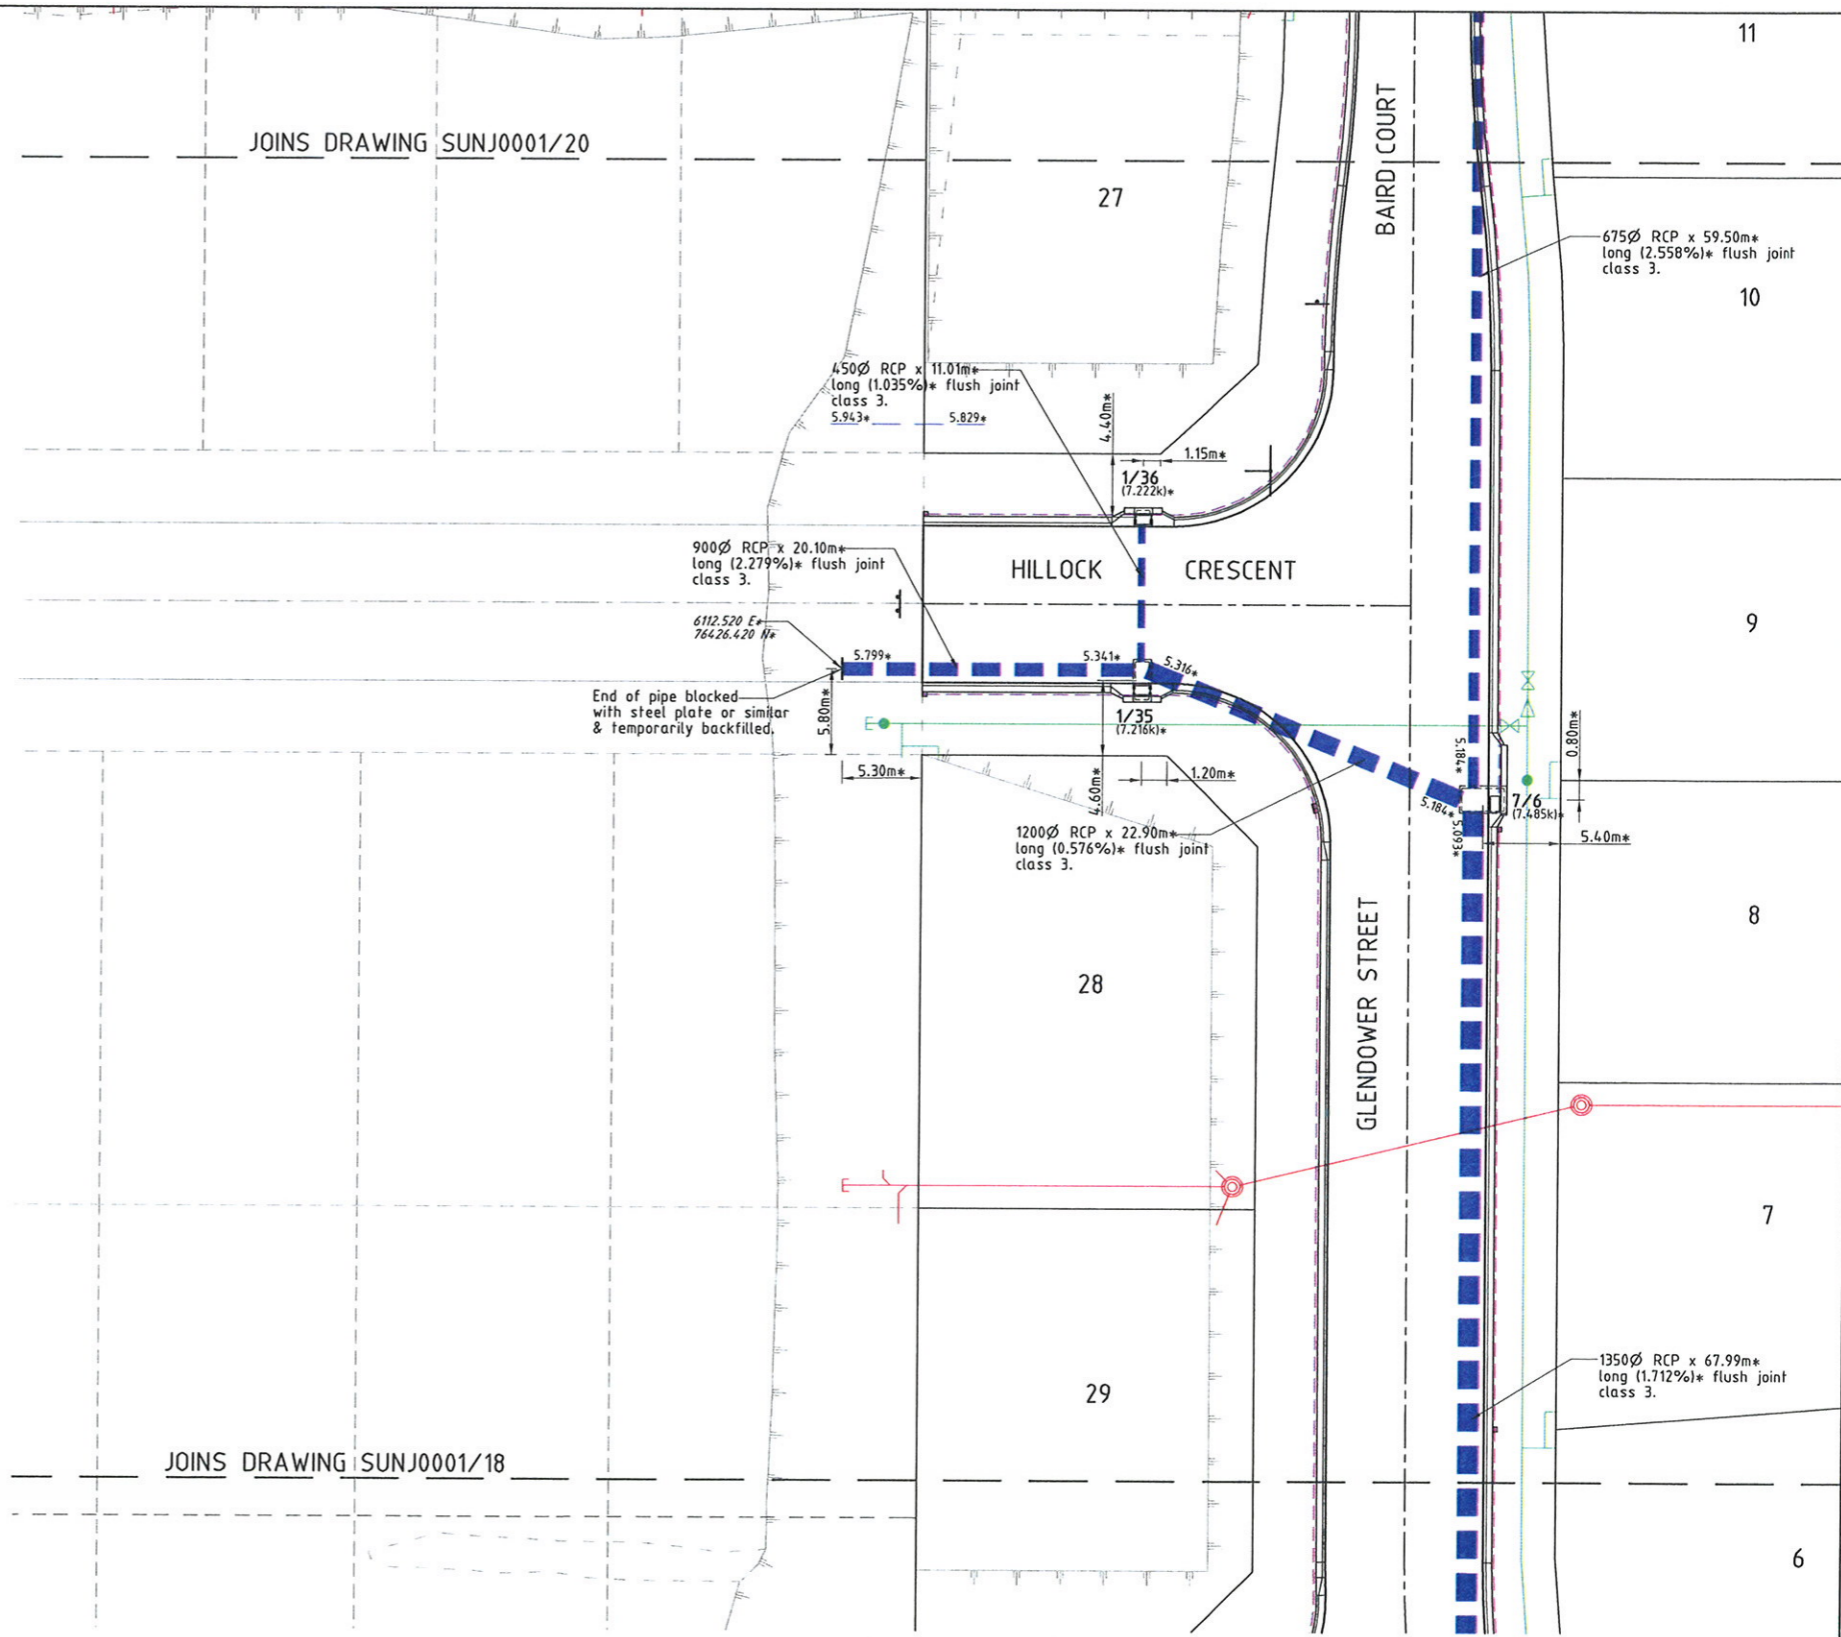 11
JOINS DRAWING SUNJ0001/20
BAIRD COURT
27
675Ø RCP x 59.50m*
long (2.558%)* flush joint
class 3.
10
450Ø RCP x 11.01m*
long (1.035%)* flush joint
class 3.
5.943* 5.829*
4.40m*
1.15m*
1/36
(7.222k)*
900Ø RCP x 20.10m*
long (2.279%)* flush joint
class 3.
HILLOCK CRESCENT
9
6112.520 E*
76426.420 N*
5.799*
5.341*
5.316*
End of pipe blocked
with steel plate or similar
& temporarily backfilled.
5.80m*
E
1/35
(7.216k)*
5.30m*
4.60m*
1.20m*
5.184*
5.184*
5.093*
0.80m*
7/6
(7.485k)*
5.40m*
1200Ø RCP x 22.90m*
long (0.576%)* flush joint
class 3.
8
28
GLENDOWER STREET
E
7
29
1350Ø RCP x 67.99m*
long (1.712%)* flush joint
class 3.
JOINS DRAWING SUNJ0001/18
6